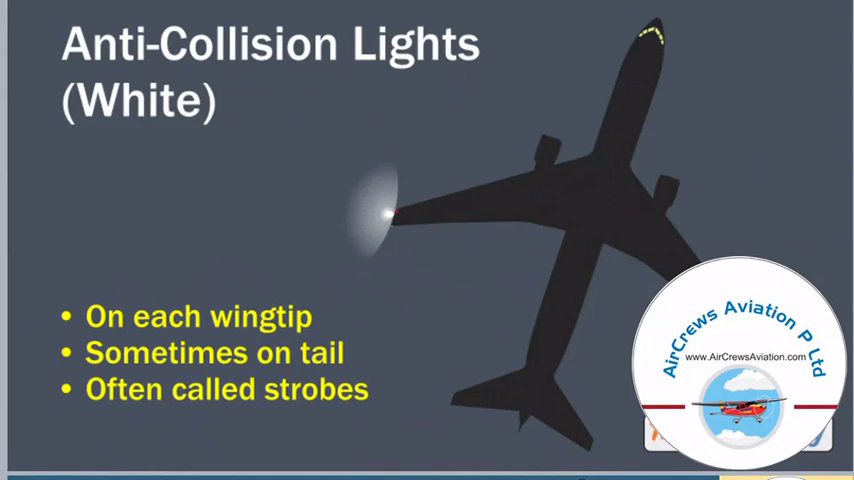 Anti-Collision Lights
(White)
• On each wingtip
• Sometimes on tail
• Often called strobes
AirCrews Aviation P Ltd
www.AirCrewsAviation.com